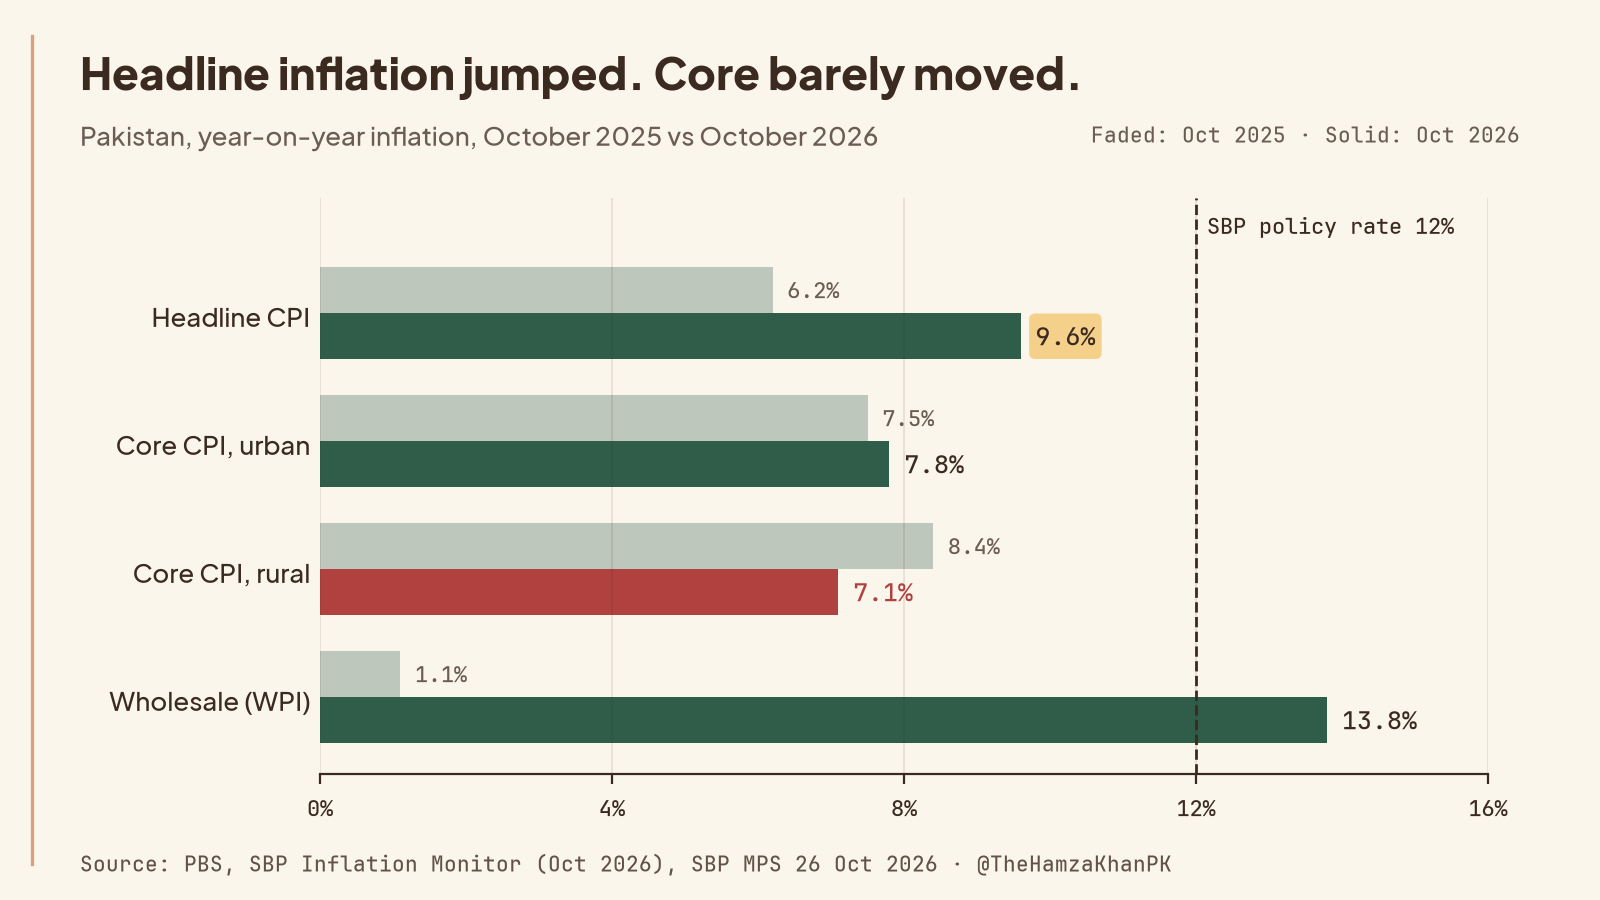 Headline inflation jumped. Core barely moved.
Pakistan, year-on-year inflation, October 2025 vs October 2026
Faded: Oct 2025 · Solid: Oct 2026
SBP policy rate 12%
Headline CPI
6.2%
9.6%
Core CPI, urban
7.5%
7.8%
Core CPI, rural
8.4%
7.1%
Wholesale (WPI)
1.1%
13.8%
0% 4% 8% 12% 16%
Source: PBS, SBP Inflation Monitor (Oct 2026), SBP MPS 26 Oct 2026 · @TheHamzaKhanPK